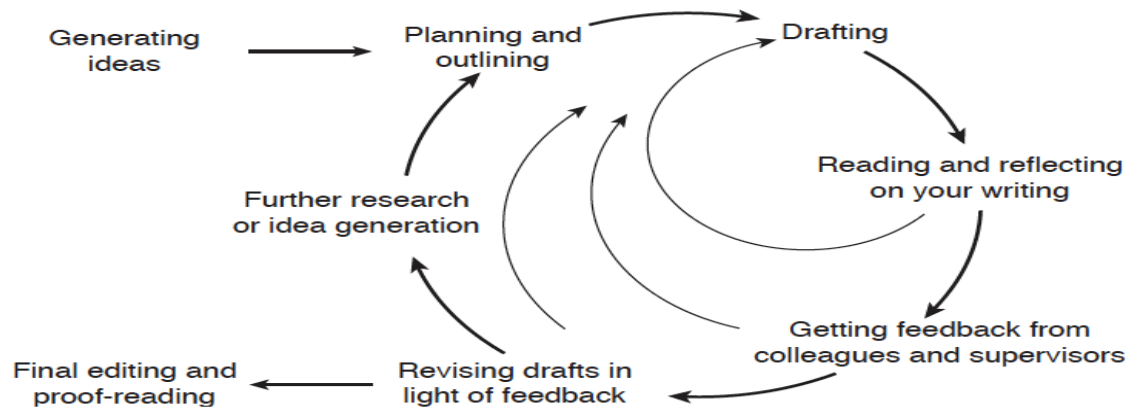 Generating
ideas
Planning and
outlining
Drafting
Reading and reflecting
on your writing
Getting feedback from
colleagues and supervisors
Revising drafts in
light of feedback
Further research
or idea generation
Final editing and
proof-reading